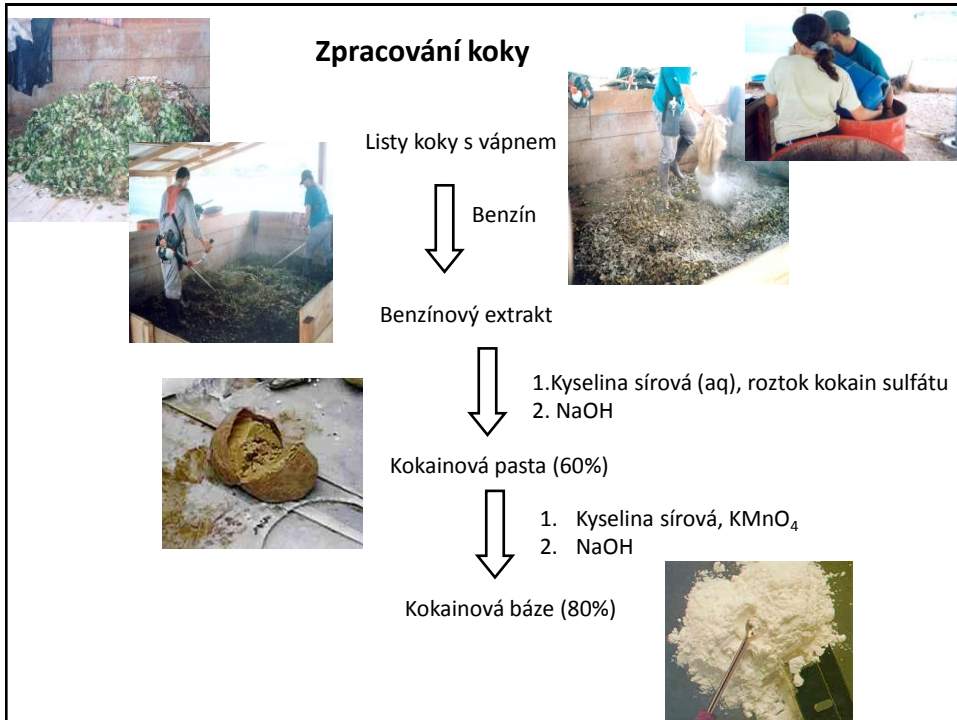 Zpracování koky
Listy koky s vápnem
Benzín
Benzínový extrakt
1.Kyselina sírová (aq), roztok kokain sulfátu
2. NaOH
Kokainová pasta (60%)
1. Kyselina sírová, KMnO₄
2. NaOH
Kokainová báze (80%)